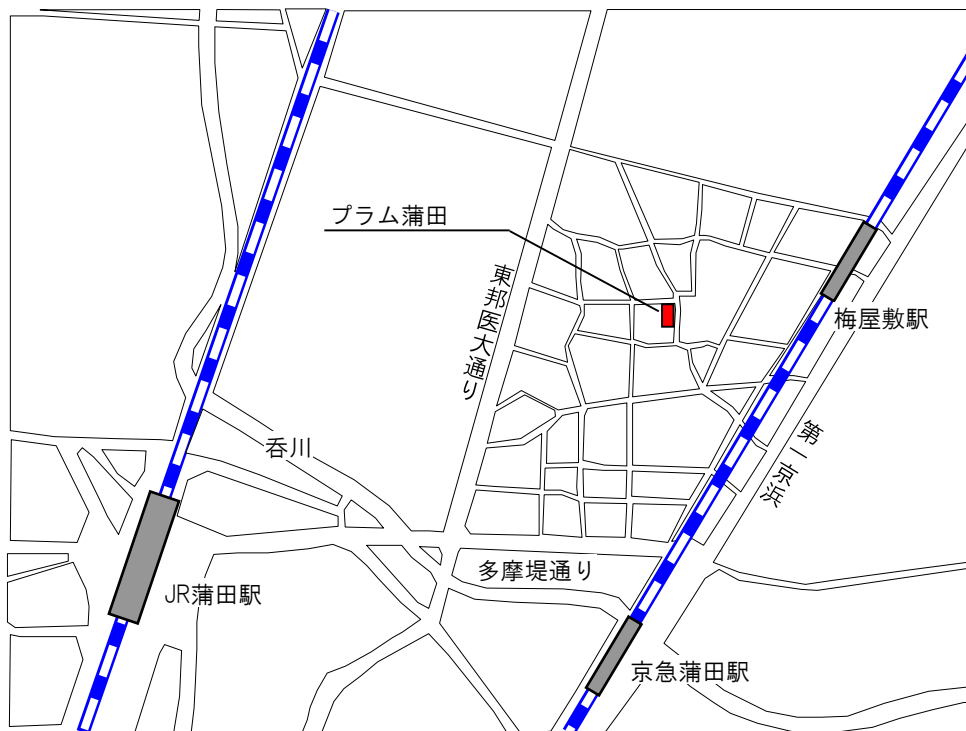 プラム蒲田
東邦医大通り
梅屋敷駅
第一京浜
呑川
多摩堤通り
JR蒲田駅
京急蒲田駅